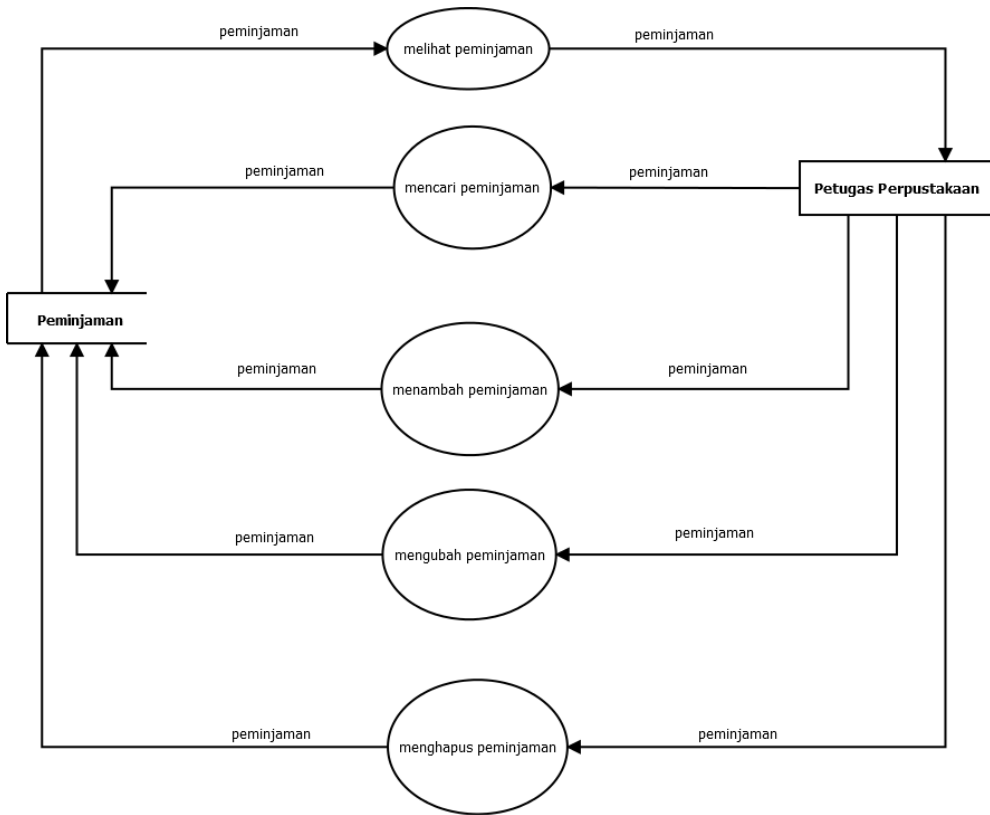 peminjaman
melihat peminjaman
peminjaman
peminjaman
mencari peminjaman
peminjaman
Petugas Perpustakaan
Peminjaman
peminjaman
menambah peminjaman
peminjaman
peminjaman
mengubah peminjaman
peminjaman
peminjaman
menghapus peminjaman
peminjaman